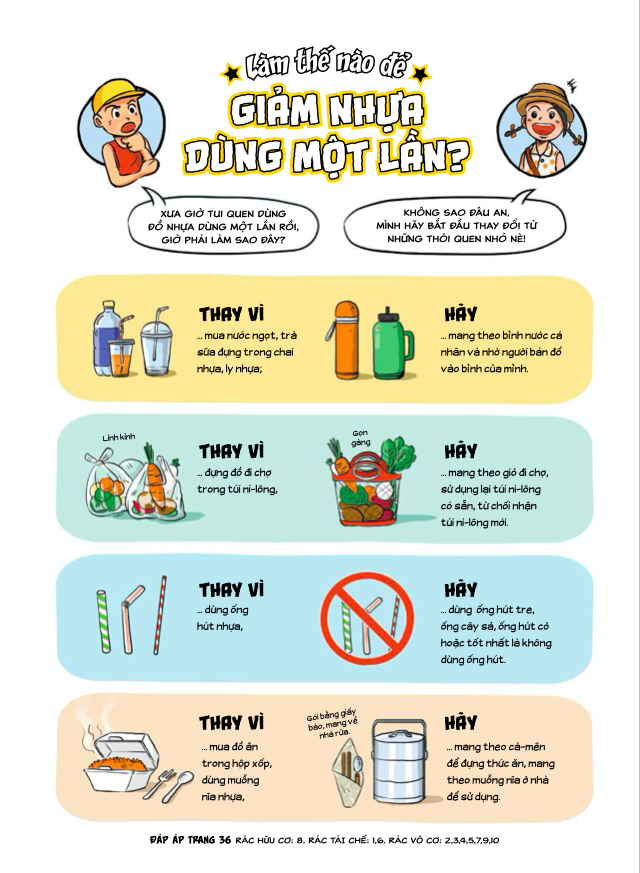 Làm thế nào để
GIẢM NHỰA
DÙNG MỘT LẦN?
XƯA GIỜ TUI QUEN DÙNG
ĐỒ NHỰA DÙNG MỘT LẦN RỒI,
GIỜ PHẢI LÀM SAO ĐÂY?
KHÔNG SAO ĐÂU AN,
MÌNH HÃY BẮT ĐẦU THAY ĐỔI TỪ
NHỮNG THÓI QUEN NHỎ NÈ!
THAY VÌ
... mua nước ngọt, trà
sữa đựng trong chai
nhựa, ly nhựa;
HÃY
... mang theo bình nước cá
nhân và nhờ người bán đổ
vào bình của mình.
Lỉnh kỉnh
THAY VÌ
... đựng đồ đi chợ
trong túi ni-lông,
Gọn
gàng
HÃY
... mang theo giỏ đi chợ,
sử dụng lại túi ni-lông
có sẵn, từ chối nhận
túi ni-lông mới.
THAY VÌ
... dùng ống
hút nhựa,
HÃY
... dùng ống hút tre,
ống cây sả, ống hút cỏ
hoặc tốt nhất là không
dùng ống hút.
THAY VÌ
... mua đồ ăn
trong hộp xốp,
dùng muỗng
nĩa nhựa,
Gói bằng giấy
báo, mang về
nhà rửa.
HÃY
... mang theo cà-mên
để đựng thức ăn, mang
theo muỗng nĩa ở nhà
để sử dụng.
ĐÁP ÁP TRANG 36 RÁC HỮU CƠ: 8. RÁC TÁI CHẾ: 1,6. RÁC VÔ CƠ: 2,3,4,5,7,9,10